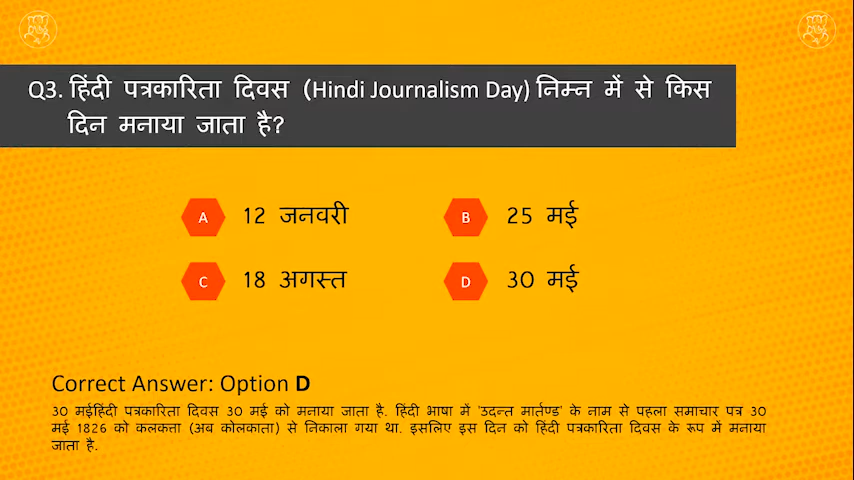 Q3. हिंदी पत्रकारिता दिवस (Hindi Journalism Day) निम्न में से किस
दिन मनाया जाता है?
A 12 जनवरी
B 25 मई
C 18 अगस्त
D 30 मई
Correct Answer: Option D
30 मईहिंदी पत्रकारिता दिवस 30 मई को मनाया जाता है. हिंदी भाषा में 'उदन्त मार्तण्ड' के नाम से पहला समाचार पत्र 30
मई 1826 को कलकत्ता (अब कोलकाता) से निकाला गया था. इसलिए इस दिन को हिंदी पत्रकारिता दिवस के रूप में मनाया
जाता है.